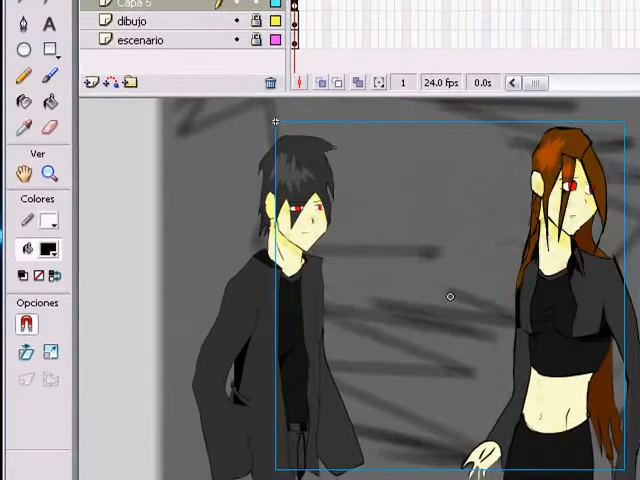 Capa 5
dibujo
escenario
1 24.0 fps 0.0s
Ver
Colores
Opciones